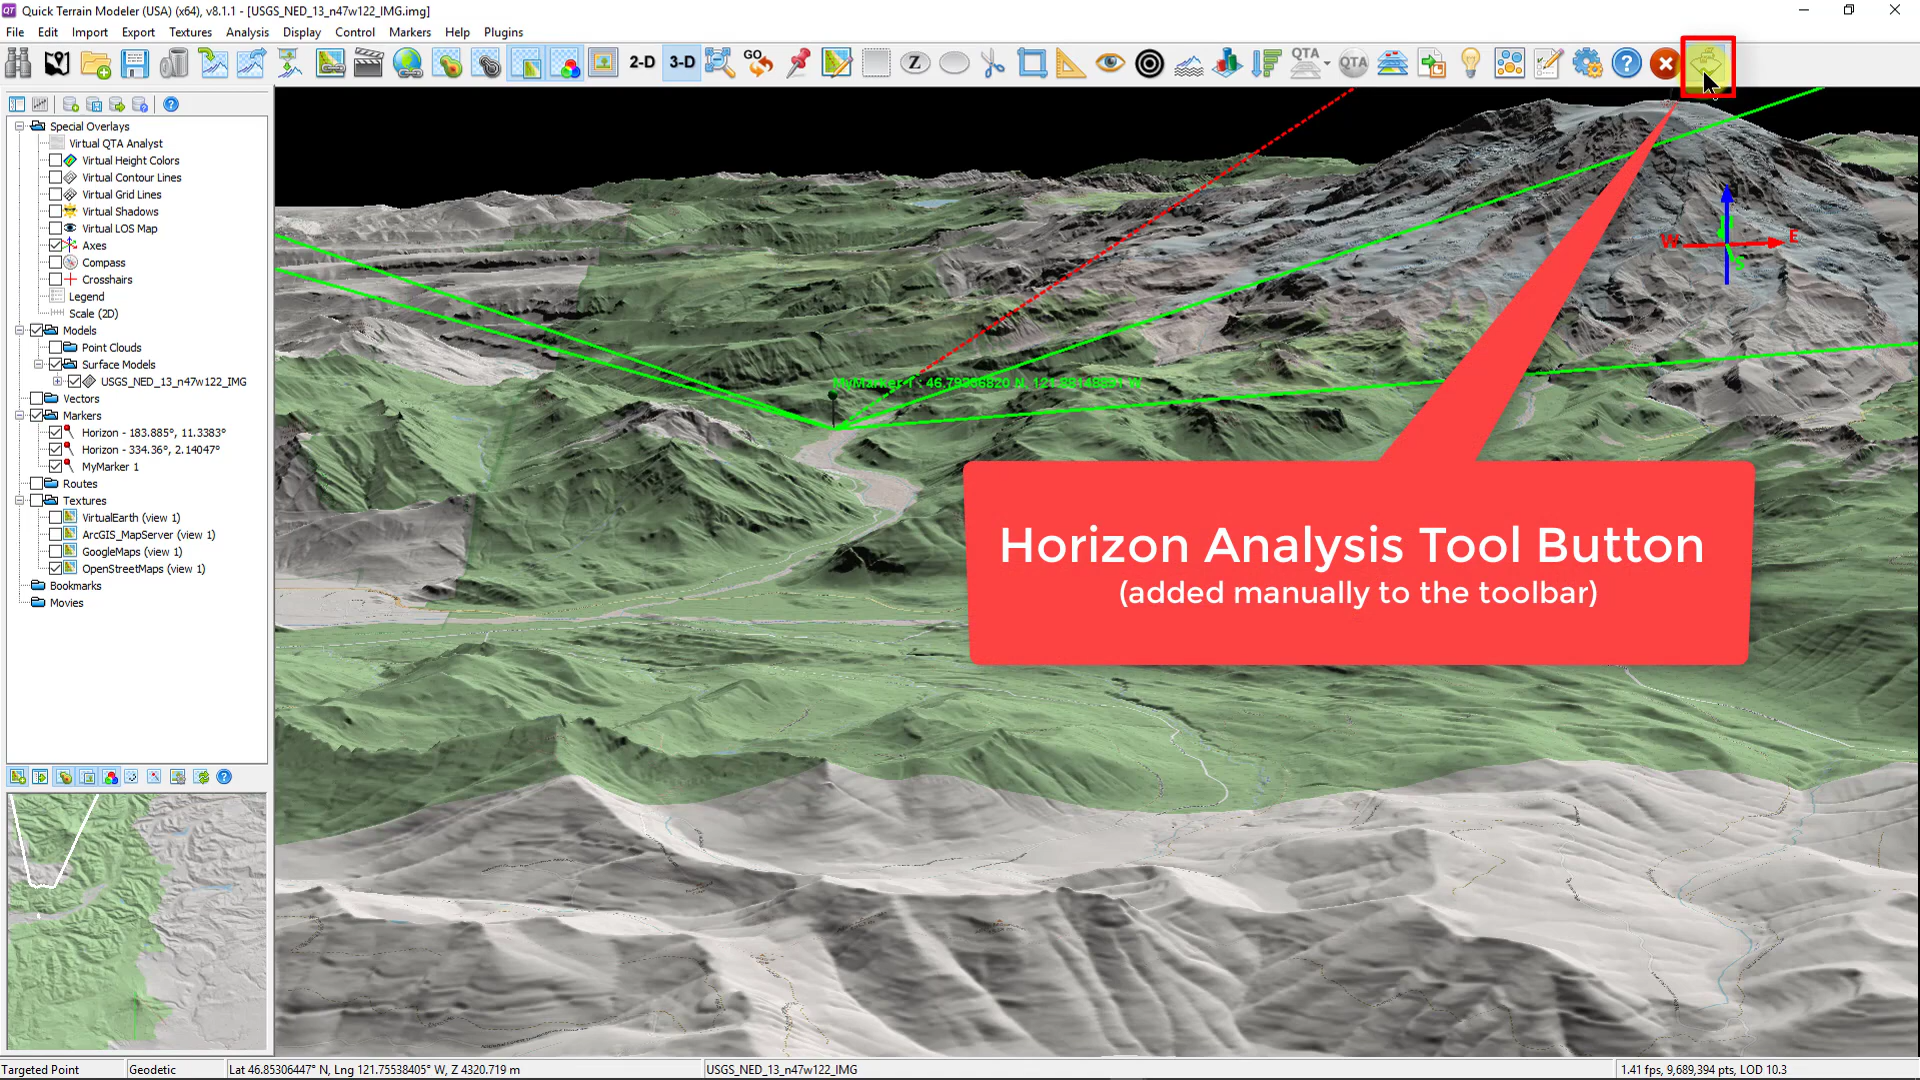 Quick Terrain Modeler (USA) (x64), v8.1.1 - [USGS_NED_13_n47w122_IMG.img]
File Edit Import Export Textures Analysis Display Control Markers Help Plugins
2-D 3-D GO Z QTA QTA
Special Overlays
Virtual QTA Analyst
Virtual Height Colors
Virtual Contour Lines
Virtual Grid Lines
Virtual Shadows
Virtual LOS Map
Axes
Compass
Crosshairs
Legend
Scale (2D)
Models
Point Clouds
Surface Models
USGS_NED_13_n47w122_IMG
Vectors
Markers
Horizon - 183.885°, 11.3383°
Horizon - 334.36°, 2.14047°
MyMarker 1
Routes
Textures
VirtualEarth (view 1)
ArcGIS_MapServer (view 1)
GoogleMaps (view 1)
OpenStreetMaps (view 1)
Bookmarks
Movies
W E
S
MyMarker 1
Horizon Analysis Tool Button
(added manually to the toolbar)
Targeted Point Geodetic Lat 46.85306447° N, Lng 121.75538405° W, Z 4320.719 m USGS_NED_13_n47w122_IMG 1.41 fps, 9,689,394 pts, LOD 10.3